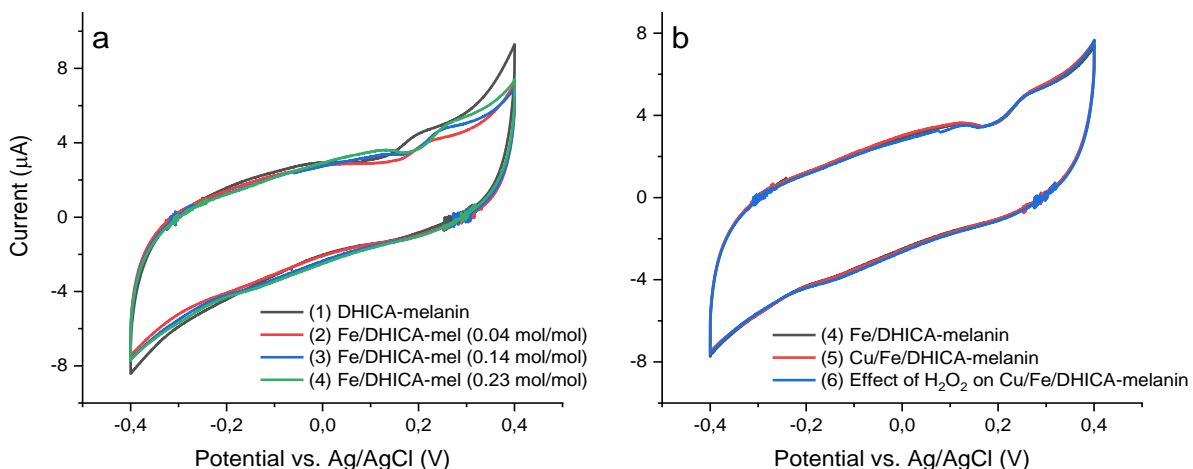 a
8
4
0
-4
-8
Current (μA)
(1) DHICA-melanin
(2) Fe/DHICA-mel (0.04 mol/mol)
(3) Fe/DHICA-mel (0.14 mol/mol)
(4) Fe/DHICA-mel (0.23 mol/mol)
-0,4 -0,2 0,0 0,2 0,4
Potential vs. Ag/AgCl (V)
b
8
4
0
-4
-8
(4) Fe/DHICA-melanin
(5) Cu/Fe/DHICA-melanin
(6) Effect of H₂O₂ on Cu/Fe/DHICA-melanin
-0,4 -0,2 0,0 0,2 0,4
Potential vs. Ag/AgCl (V)